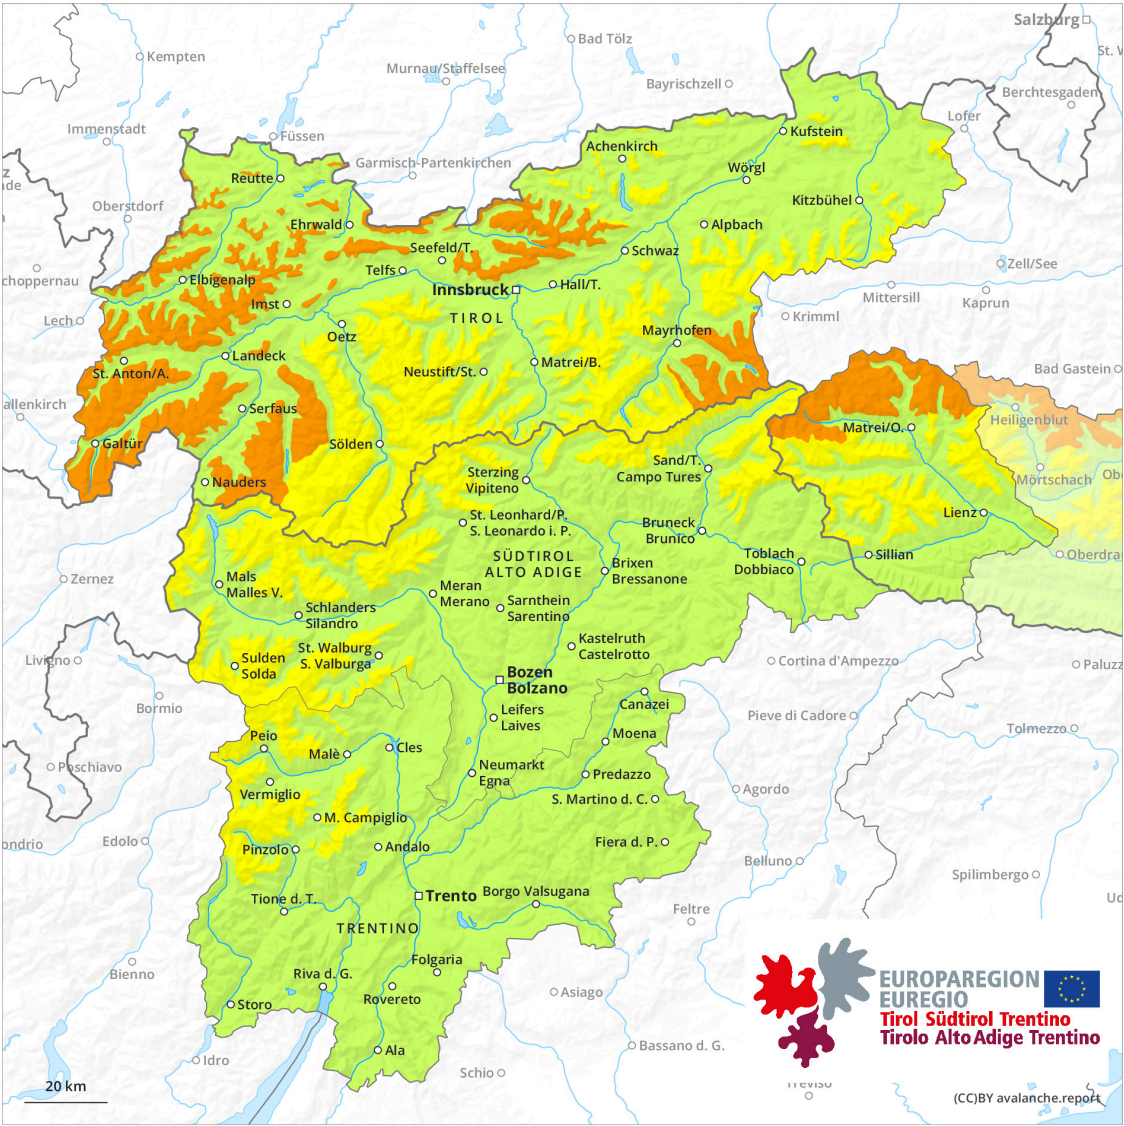 Salzburg
Bad Tölz
St. W
Kempten
Murnau/Staffelsee
Bayrischzell
Berchtesgaden
Lofer
Immenstadt
Füssen
Kufstein
Achenkirch
Garmisch-Partenkirchen
Wörgl
Reutte
Oberstdorf
Kitzbühel
Ehrwald
Alpbach
Seefeld/T.
Schwaz
Zell/See
Telfs
choppernau
Elbigenalp
Innsbruck
Hall/T.
Mittersill
Kaprun
Imst
Lech
TIROL
Krimml
Oetz
Mayrhofen
Landeck
St. Anton/A.
Neustift/St.
Matrei/B.
Bad Gastein
allenkirch
Serfaus
Heiligenblut
Matrei/O.
Galtür
Sölden
Sand/T.
Campo Tures
Sterzing
Vipiteno
Nauders
Mörtschach
Ob
Lienz
St. Leonhard/P.
S. Leonardo i. P.
Bruneck
Brunico
SÜDTIROL
ALTO ADIGE
Toblach
Dobbiaco
Sillian
Oberdrau
Brixen
Bressanone
Zernez
Mals
Malles V.
Meran
Merano
Schlanders
Silandro
Sarnthein
Sarentino
Kastelruth
Castelrotto
St. Walburg
S. Valburga
Sulden
Solda
Livigno
Cortina d'Ampezzo
Paluzz
Bozen
Bolzano
Bormio
Canazei
Leifers
Laives
Pieve di Cadore
Tolmezzo
Peio
Moena
Malè
Cles
Poschiavo
Neumarkt
Egna
Predazzo
Vermiglio
S. Martino d. C.
Agordo
M. Campiglio
Edolo
ondrio
Pinzolo
Andalo
Fiera d. P.
Belluno
Spilimbergo
Tione d. T.
Trento
Borgo Valsugana
Ud
Feltre
TRENTINO
Folgaria
Bienno
Riva d. G.
Rovereto
Asiago
Storo
Ala
Idro
Schio
Bassano d. G.
EUROPAREGION
EUREGIO
Tirol Südtirol Trentino
Tirolo Alto Adige Trentino
Treviso
20 km
(CC)BY avalanche.report